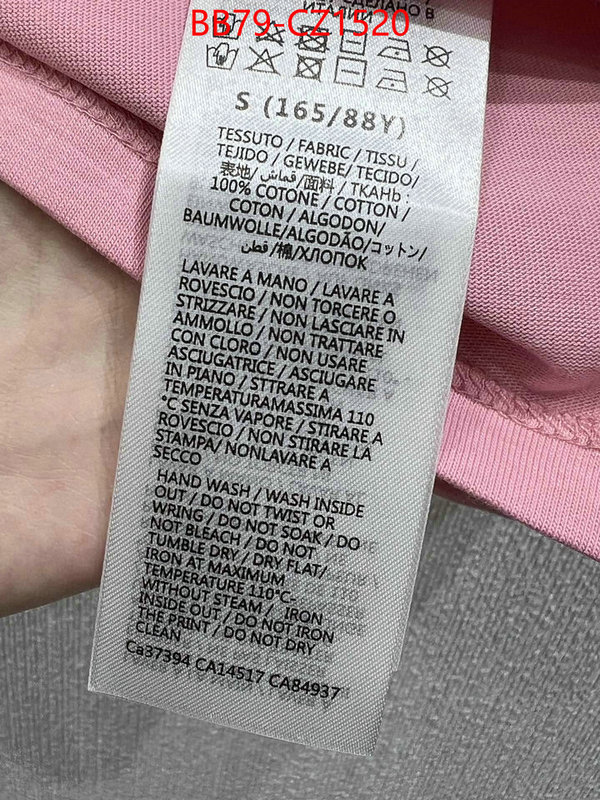 BB79-CZ1520
ИТАЛИИ
S (165/88Y)
TESSUTO / FABRIC / TISSU /
TEJIDO / GEWEBE/ TECIDO/
表地/ قماش /面料 / TKAHЬ :
100% COTONE / COTTON /
COTON / ALGODON/
BAUMWOLLE/ALGODÃO/コットン/
قطن /棉/ХЛОПОК
LAVARE A MANO / LAVARE A
ROVESCIO / NON TORCERE O
STRIZZARE / NON LASCIARE IN
AMMOLLO / NON TRATTARE
CON CLORO / NON USARE
ASCIUGATRICE / ASCIUGARE
IN PIANO / STTRARE A
TEMPERATURAMASSIMA 110
°C SENZA VAPORE / STIRARE A
ROVESCIO / NON STIRARE LA
STAMPA/ NONLAVARE A
SECCO
HAND WASH / WASH INSIDE
OUT / DO NOT TWIST OR
WRING / DO NOT SOAK / DO
NOT BLEACH / DO NOT
TUMBLE DRY / DRY FLAT/
IRON AT MAXIMUM
TEMPERATURE 110°C-
WITHOUT STEAM / IRON
INSIDE OUT / DO NOT IRON
THE PRINT / DO NOT DRY
CLEAN
Ca37394 CA14517 CA84937